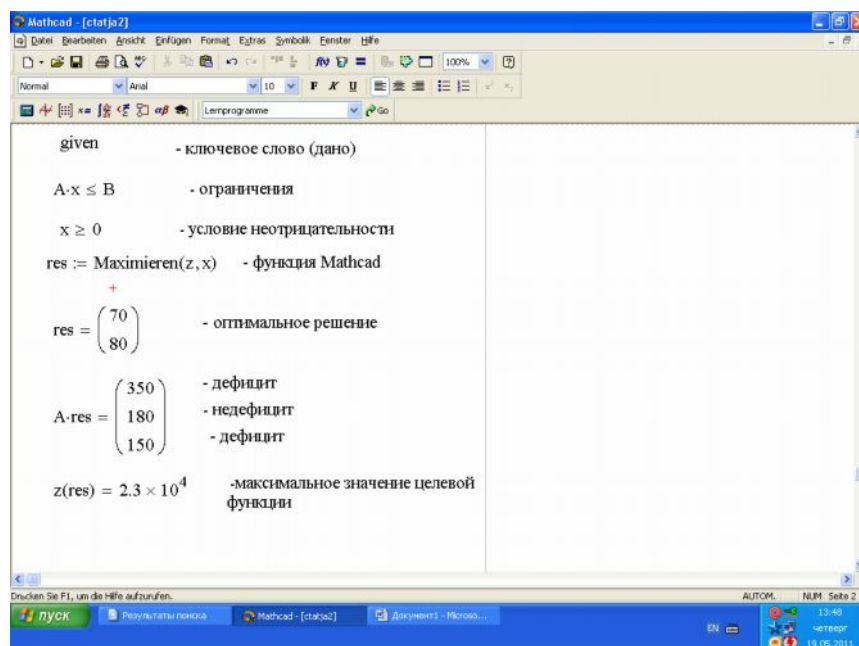 Mathcad - [ctatja2]
Datei Bearbeiten Ansicht Einfügen Format Extras Symbolik Fenster Hilfe
100%
Normal Arial 10 F K U
Lernprogramme Go
given - ключевое слово (дано)
A·x ≤ B - ограничения
x ≥ 0 - условие неотрицательности
res := Maximieren(z,x) - функция Mathcad
res = (70 80) - оптимальное решение
A·res = (350 180 150) - дефицит
- недефицит
- дефицит
z(res) = 2.3 × 10^4 -максимальное значение целевой
функции
Drucken Sie F1, um die Hilfe aufzurufen.
AUTOM. NUM Seite 2
пуск Результаты поиска Mathcad - [ctatja2] Документ1 - Microso...
EN 13:48
четверг
19.05.2011